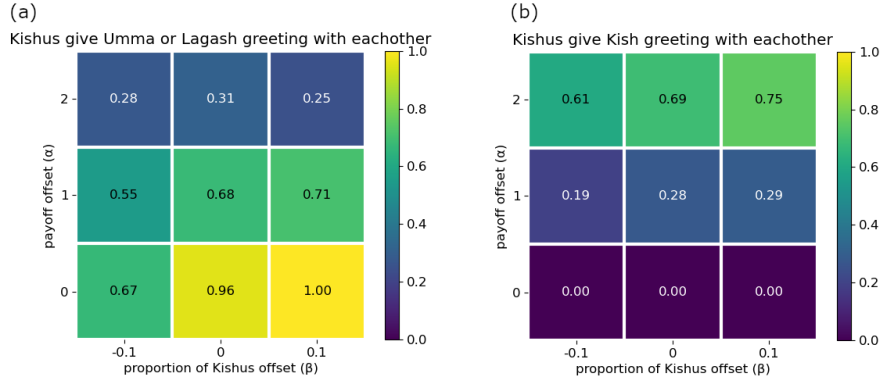 (a)
Kishus give Umma or Lagash greeting with eachother
payoff offset (α)
2
0.28 0.31 0.25
1
0.55 0.68 0.71
0
0.67 0.96 1.00
-0.1 0 0.1
proportion of Kishus offset (β)
1.0
0.8
0.6
0.4
0.2
0.0
(b)
Kishus give Kish greeting with eachother
payoff offset (α)
2
0.61 0.69 0.75
1
0.19 0.28 0.29
0
0.00 0.00 0.00
-0.1 0 0.1
proportion of Kishus offset (β)
1.0
0.8
0.6
0.4
0.2
0.0